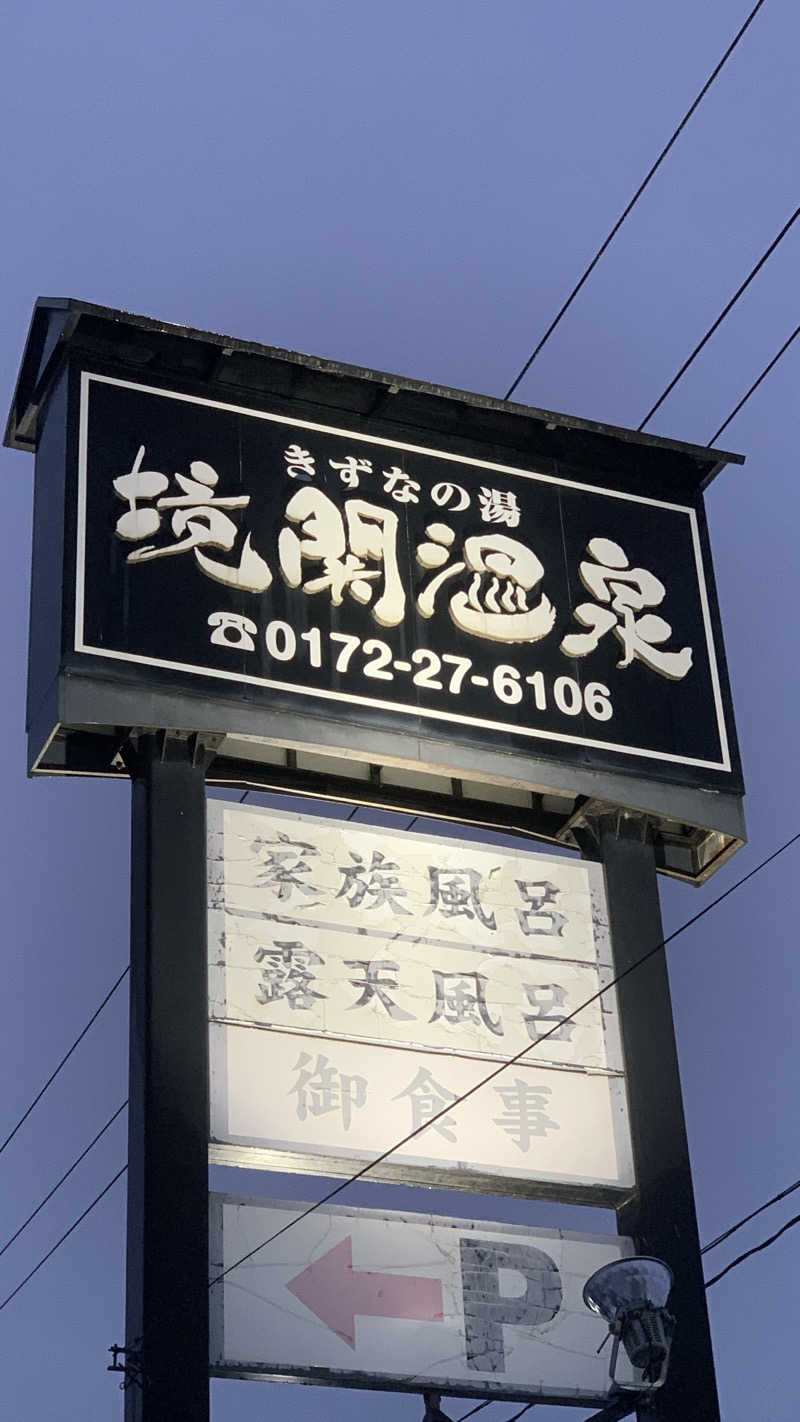 きずなの湯
境関温泉
☎0172-27-6106
家族風呂
露天風呂
御食事
←P